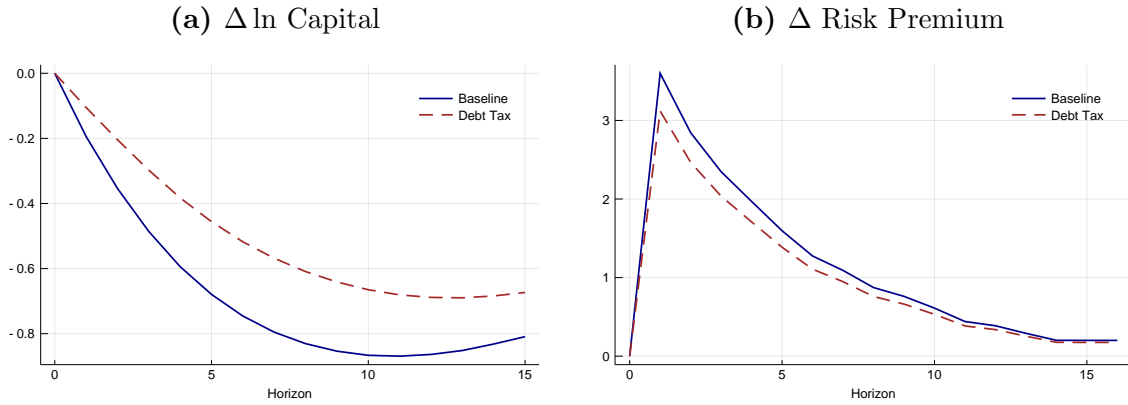 (a) Δ ln Capital
0.0
- 0.2
- 0.4
- 0.6
- 0.8
0
5
10
15
Horizon
Baseline
Debt Tax
(b) Δ Risk Premium
3
2
1
0
0
5
10
15
Horizon
Baseline
Debt Tax